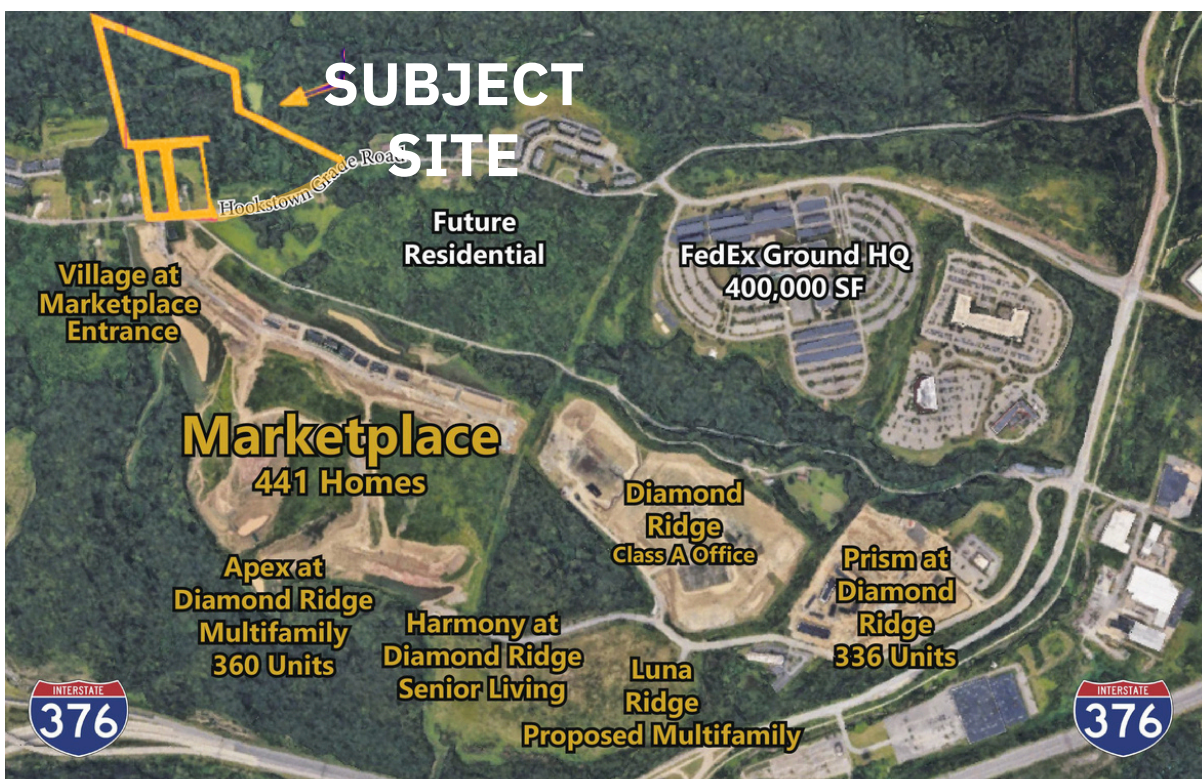 SUBJECT
SITE
Hookstown Grade Road
Future
Residential
FedEx Ground HQ
400,000 SF
Village at
Marketplace
Entrance
Marketplace
441 Homes
Diamond
Ridge
Class A Office
Prism at
Diamond
Ridge
336 Units
Apex at
Diamond Ridge
Multifamily
360 Units
Harmony at
Diamond Ridge
Senior Living
Luna
Ridge
Proposed Multifamily
INTERSTATE
376
INTERSTATE
376